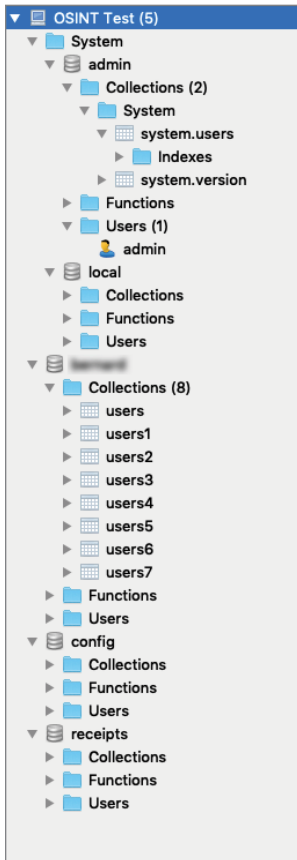 OSINT Test (5)
System
admin
Collections (2)
System
system.users
Indexes
system.version
Functions
Users (1)
admin
local
Collections
Functions
Users
Collections (8)
users
users1
users2
users3
users4
users5
users6
users7
Functions
Users
config
Collections
Functions
Users
receipts
Collections
Functions
Users